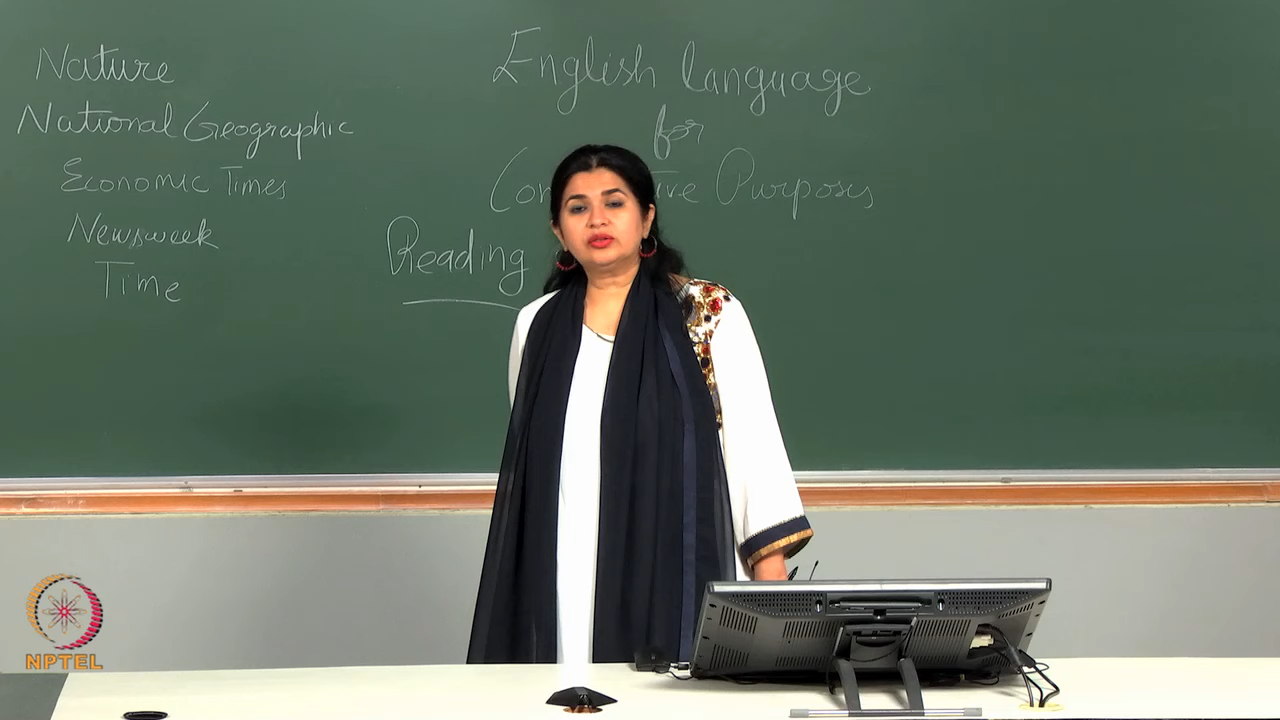 Nature
National Geographic
Economic Times
Newsweek
Time
English language
for
Purposes
Reading
NPTEL